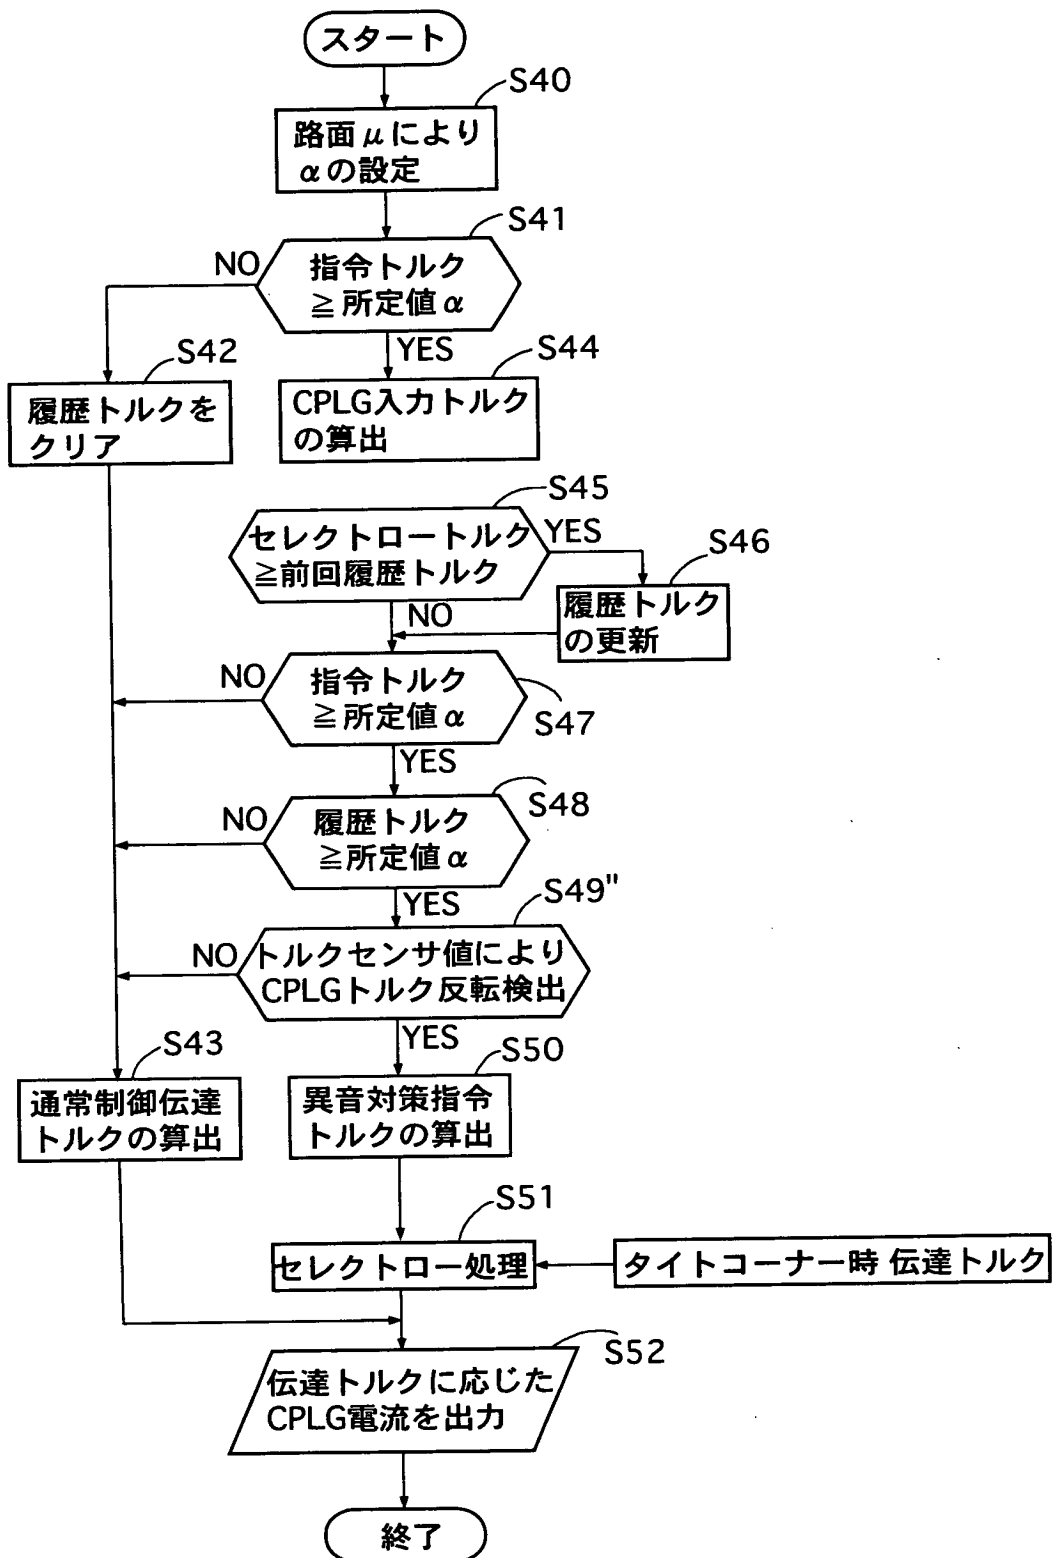 スタート
S40
路面μにより
αの設定
S41
指令トルク
≧所定値α
NO
YES
S42
履歴トルクを
クリア
S44
CPLG入力トルク
の算出
S45
セレクトロートルク
≧前回履歴トルク
YES
NO
S46
履歴トルク
の更新
指令トルク
≧所定値α
NO
S47
YES
履歴トルク
≧所定値α
NO
S48
YES
S49"
トルクセンサ値により
CPLGトルク反転検出
NO
YES
S43
通常制御伝達
トルクの算出
S50
異音対策指令
トルクの算出
S51
セレクトロー処理
タイトコーナー時 伝達トルク
S52
伝達トルクに応じた
CPLG電流を出力
終了